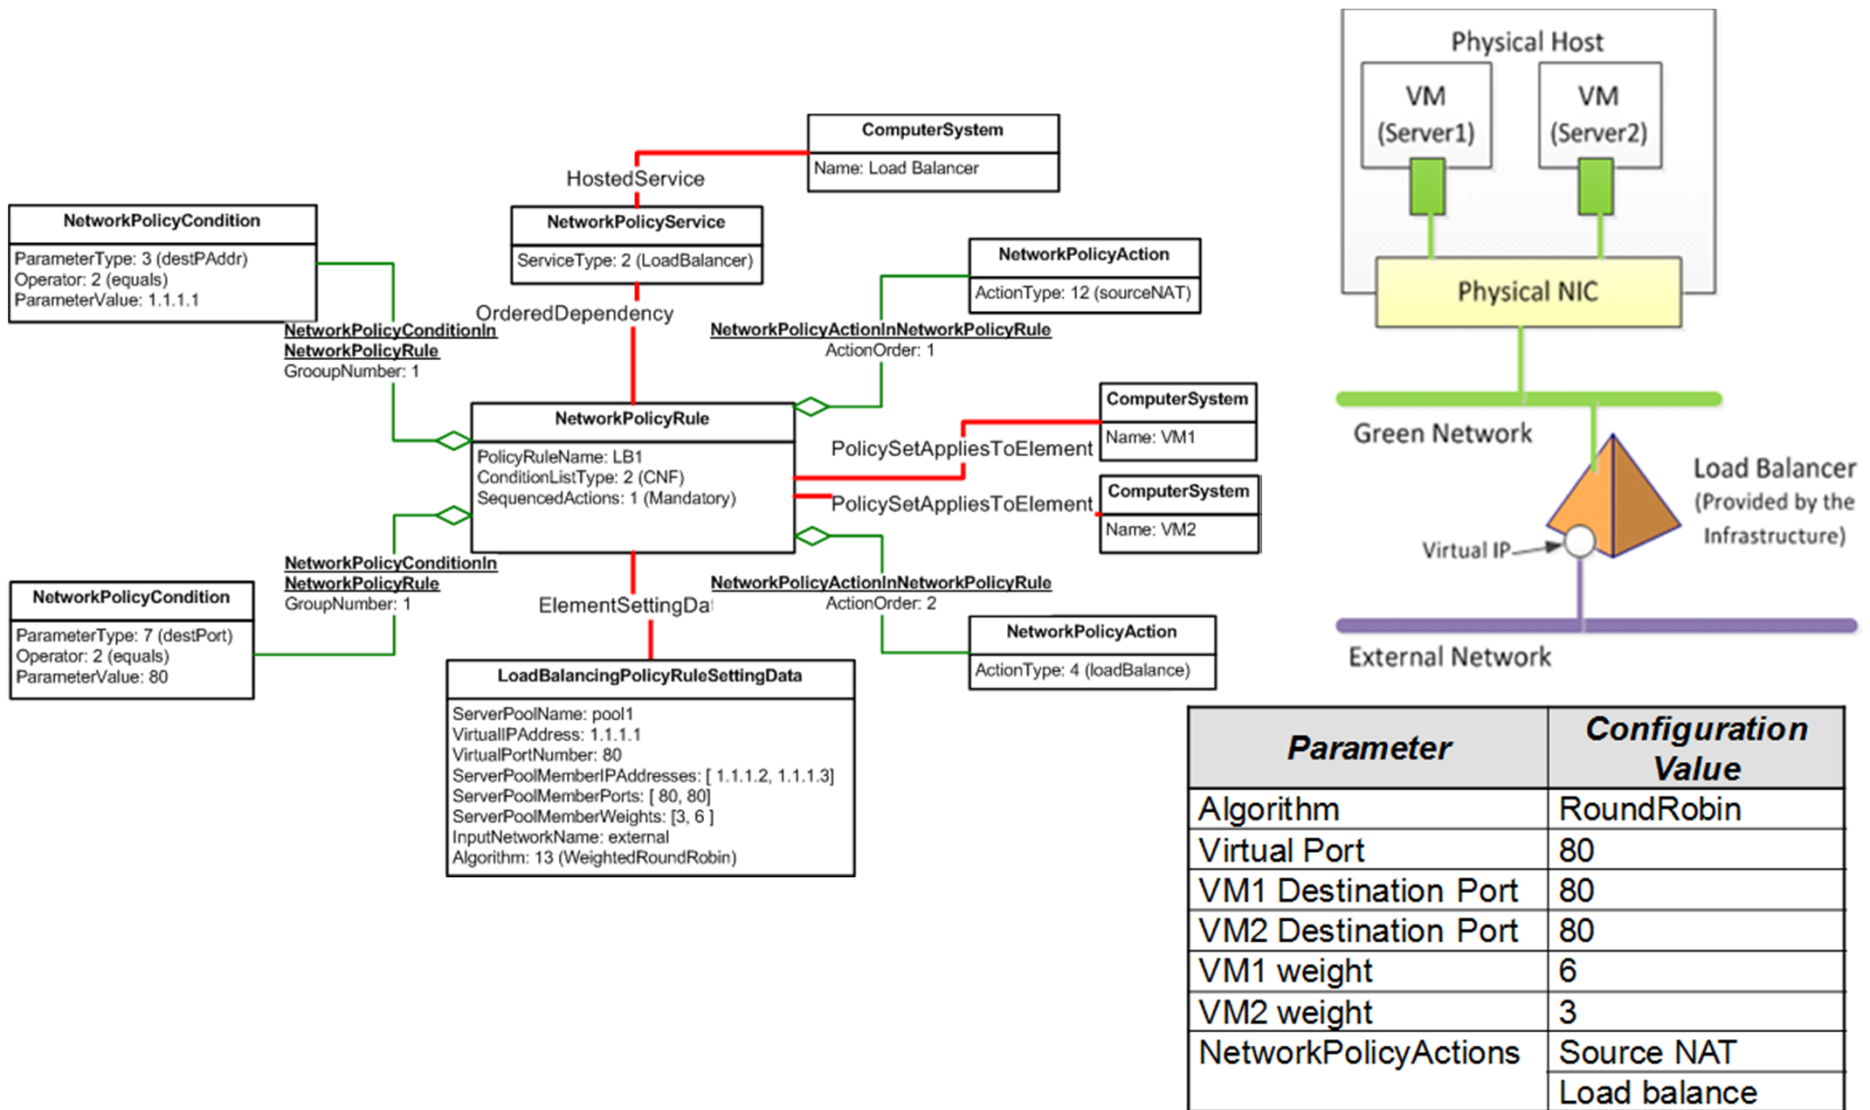 ComputerSystem
Name: Load Balancer
HostedService
NetworkPolicyService
ServiceType: 2 (LoadBalancer)
OrderedDependency
NetworkPolicyCondition
ParameterType: 3 (destPAddr)
Operator: 2 (equals)
ParameterValue: 1.1.1.1
NetworkPolicyConditionIn
NetworkPolicyRule
GrooupNumber: 1
NetworkPolicyAction
ActionType: 12 (sourceNAT)
NetworkPolicyActionInNetworkPolicyRule
ActionOrder: 1
NetworkPolicyRule
PolicyRuleName: LB1
ConditionListType: 2 (CNF)
SequencedActions: 1 (Mandatory)
ComputerSystem
Name: VM1
PolicySetAppliesToElement
ComputerSystem
Name: VM2
PolicySetAppliesToElement
NetworkPolicyConditionIn
NetworkPolicyRule
GroupNumber: 1
NetworkPolicyCondition
ParameterType: 7 (destPort)
Operator: 2 (equals)
ParameterValue: 80
ElementSettingDa
NetworkPolicyActionInNetworkPolicyRule
ActionOrder: 2
NetworkPolicyAction
ActionType: 4 (loadBalance)
LoadBalancingPolicyRuleSettingData
ServerPoolName: pool1
VirtualIPAddress: 1.1.1.1
VirtualPortNumber: 80
ServerPoolMemberIPAddresses: [ 1.1.1.2, 1.1.1.3]
ServerPoolMemberPorts: [ 80, 80]
ServerPoolMemberWeights: [3, 6 ]
InputNetworkName: external
Algorithm: 13 (WeightedRoundRobin)
Physical Host
VM
(Server1)
VM
(Server2)
Physical NIC
Green Network
Load Balancer
(Provided by the
Infrastructure)
Virtual IP
External Network
Parameter
Configuration
Value
Algorithm
RoundRobin
Virtual Port
80
VM1 Destination Port
80
VM2 Destination Port
80
VM1 weight
6
VM2 weight
3
NetworkPolicyActions
Source NAT
Load balance